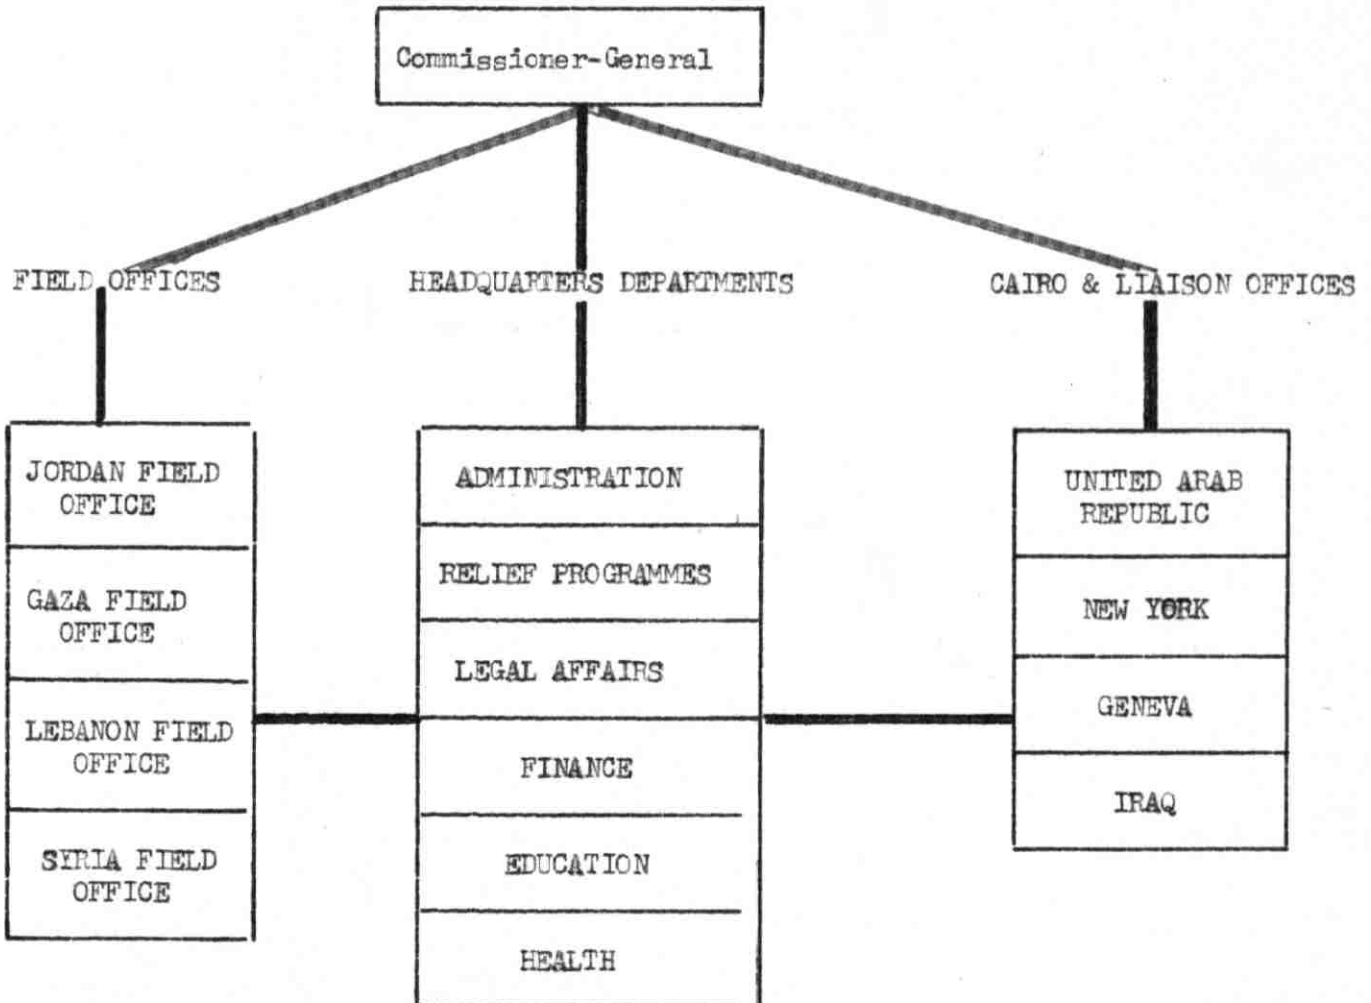 Commissioner-General
FIELD OFFICES
HEADQUARTERS DEPARTMENTS
CAIRO & LIAISON OFFICES
JORDAN FIELD
OFFICE
GAZA FIELD
OFFICE
LEBANON FIELD
OFFICE
SYRIA FIELD
OFFICE
ADMINISTRATION
RELIEF PROGRAMMES
LEGAL AFFAIRS
FINANCE
EDUCATION
HEALTH
UNITED ARAB
REPUBLIC
NEW YORK
GENEVA
IRAQ